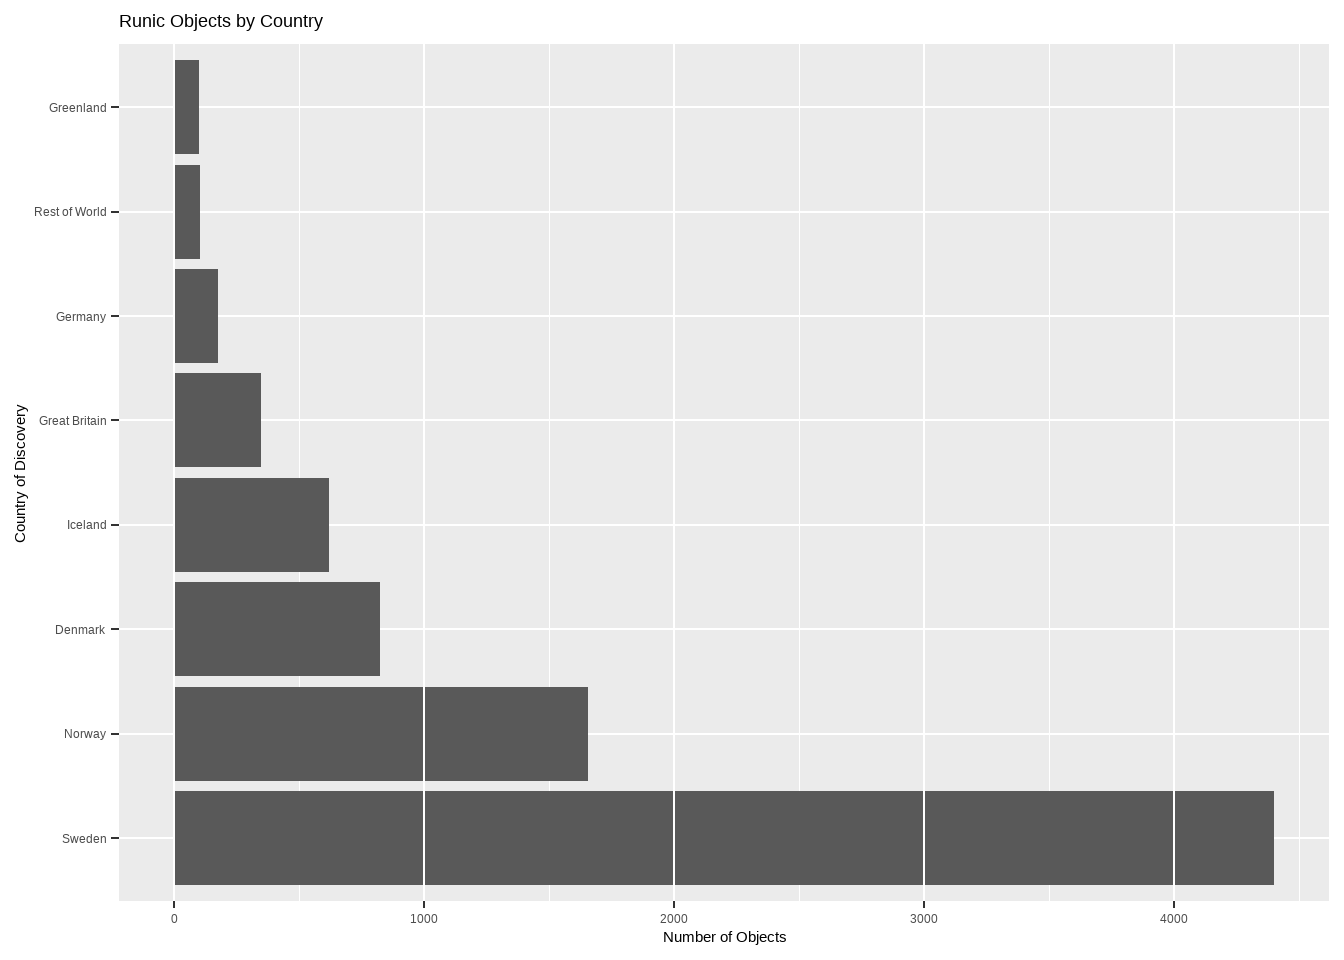 Runic Objects by Country
Greenland
Rest of World
Germany
Great Britain
Iceland
Denmark
Norway
Sweden
Country of Discovery
0 1000 2000 3000 4000
Number of Objects